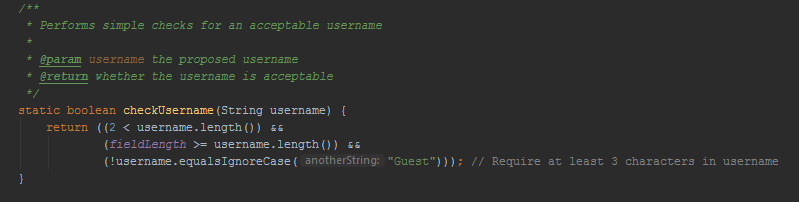 /**
 * Performs simple checks for an acceptable username
 *
 * @param username the proposed username
 * @return whether the username is acceptable
 */
static boolean checkUsername(String username) {
    return ((2 < username.length()) &&
            (fieldLength >= username.length()) &&
            (!username.equalsIgnoreCase( anotherString: "Guest"))); // Require at least 3 characters in username
}